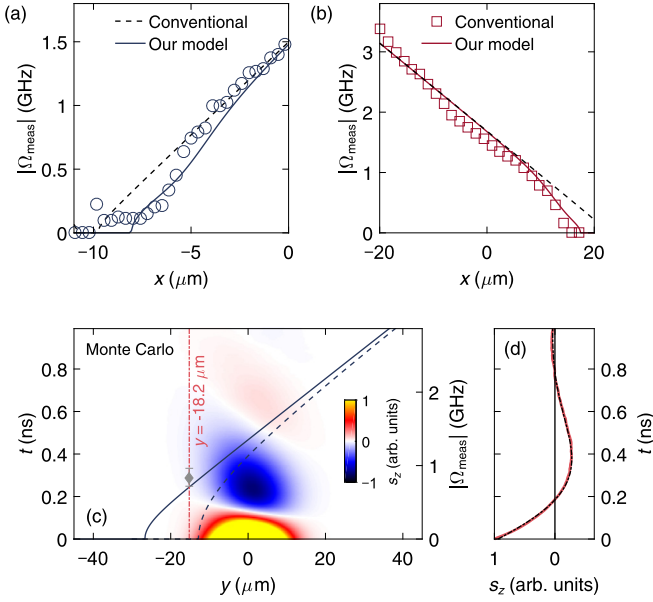 (a)
Conventional
Our model
1.5
1
0.5
0
|Ωmeas| (GHz)
−10
−5
0
x (μm)
(b)
Conventional
Our model
3
2
1
0
|Ωmeas| (GHz)
−20
0
20
x (μm)
Monte Carlo
y = -18.2 μm
0.8
0.6
0.4
0.2
0
t (ns)
(c)
1
0
−1
sz (arb. units)
2
1
0
|Ωmeas| (GHz)
−40
−20
0
20
40
y (μm)
(d)
0.8
0.6
0.4
0.2
0
t (ns)
1
0
sz (arb. units)